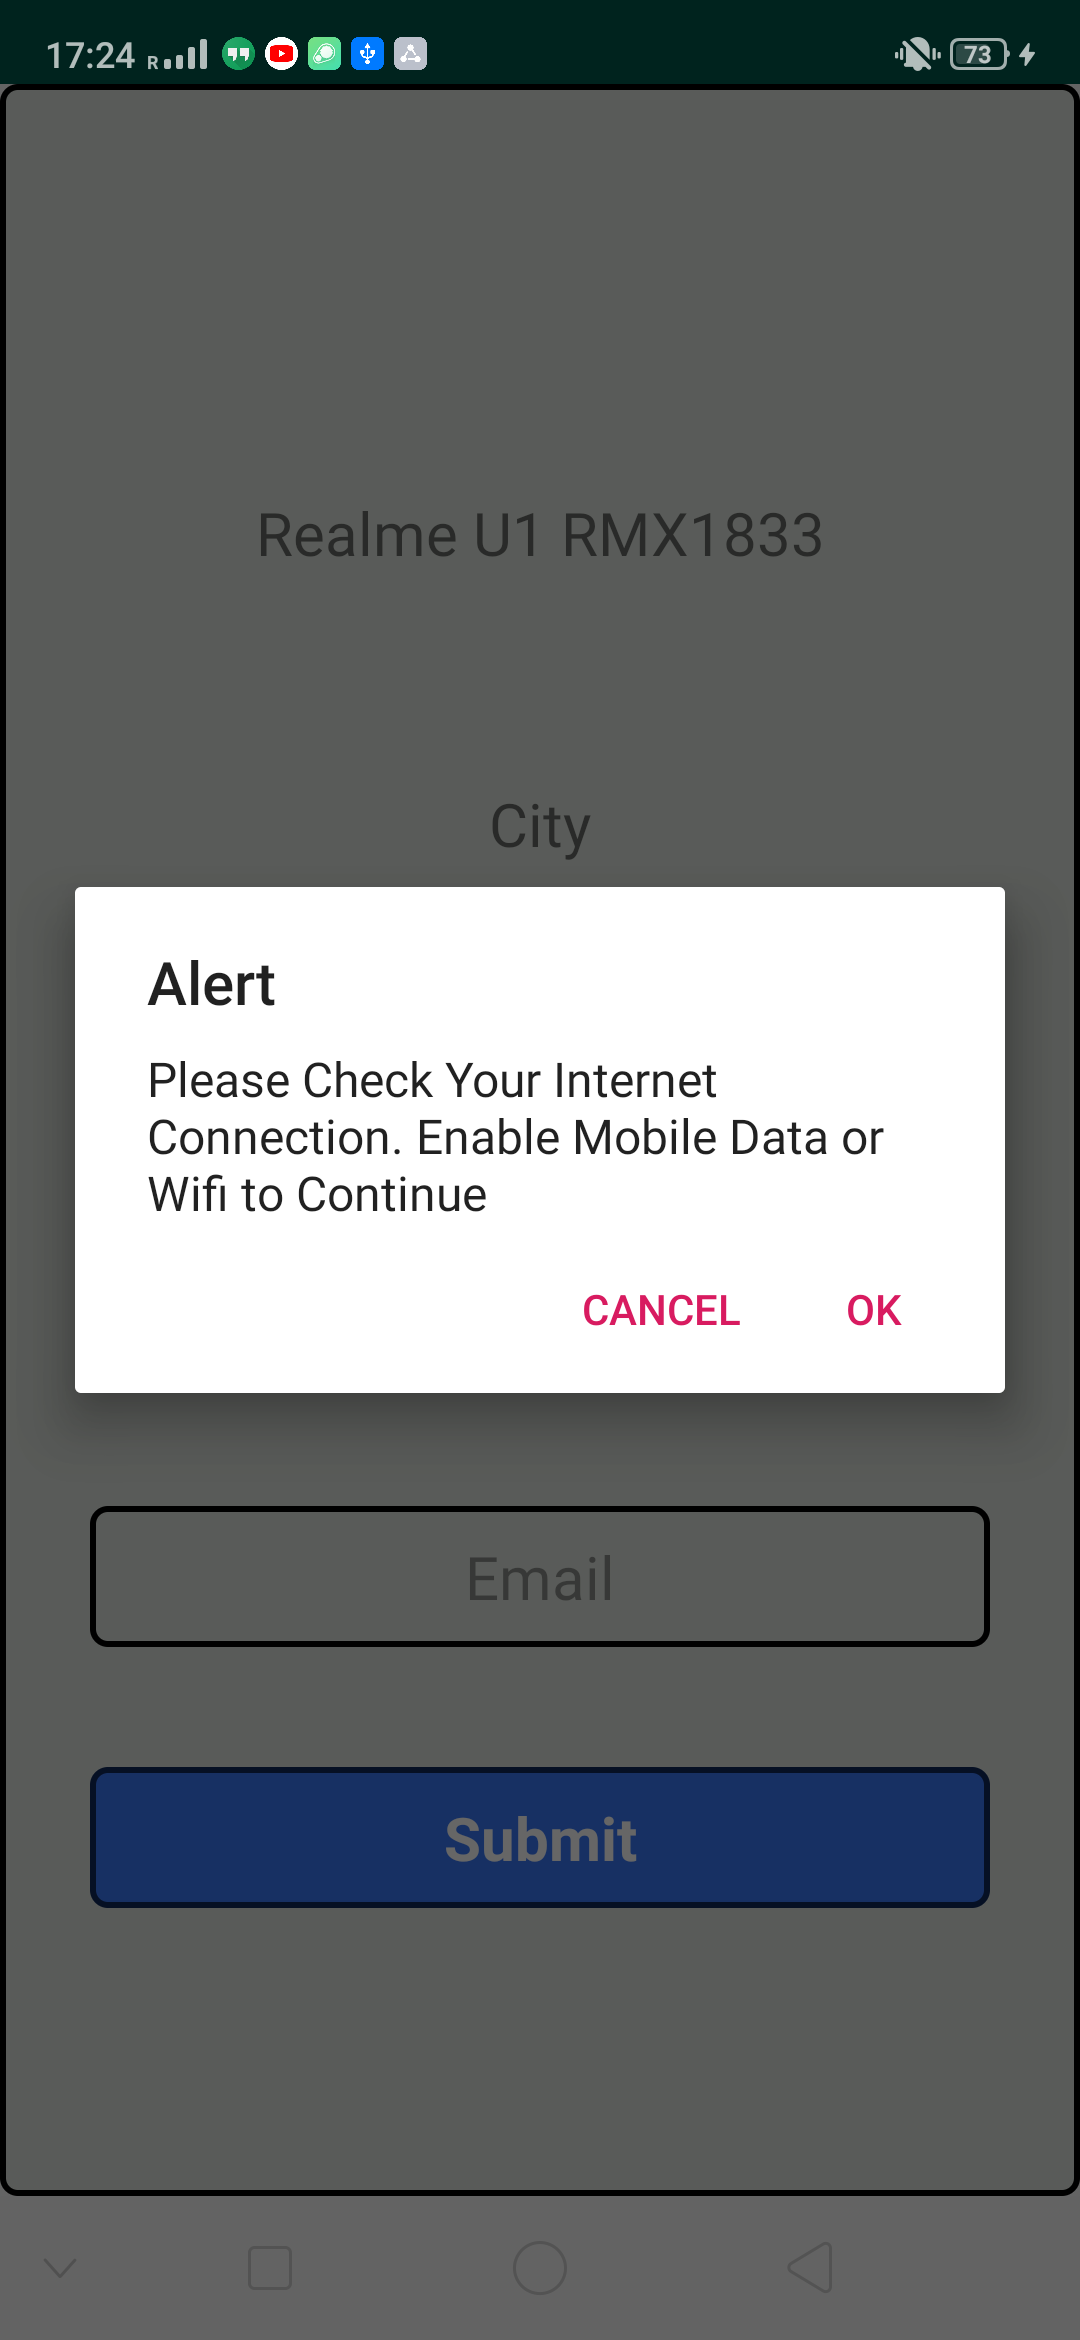 17:24 R 73
Realme U1 RMX1833
City
Alert
Please Check Your Internet
Connection. Enable Mobile Data or
Wifi to Continue
CANCEL OK
Email
Submit